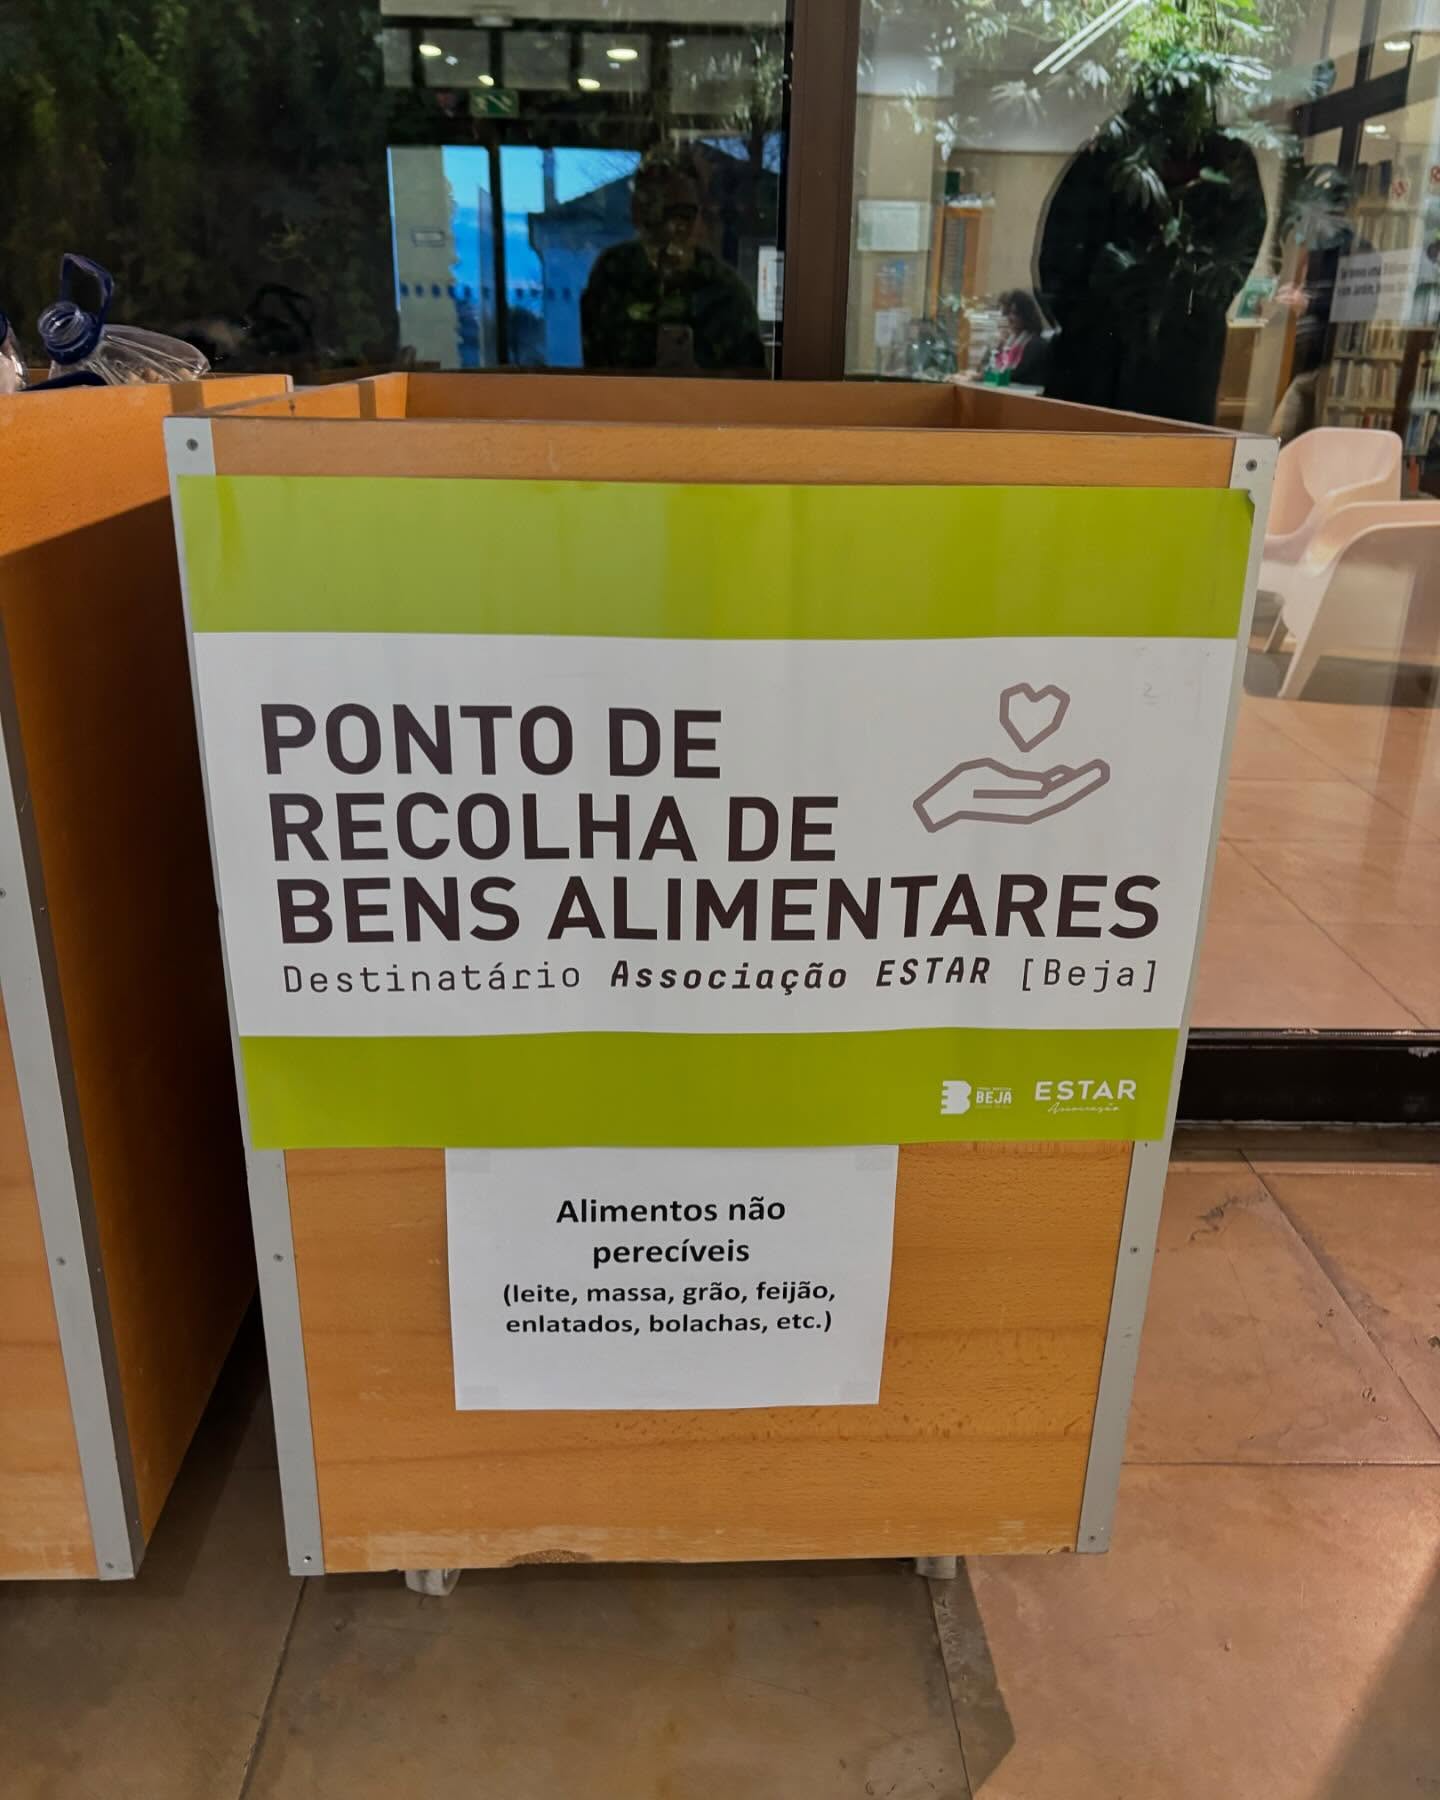 PONTO DE
RECOLHA DE
BENS ALIMENTARES
Destinatário Associação ESTAR [Beja]
BEJA
ESTAR
Associação
Alimentos não
perecíveis
(leite, massa, grão, feijão,
enlatados, bolachas, etc.)